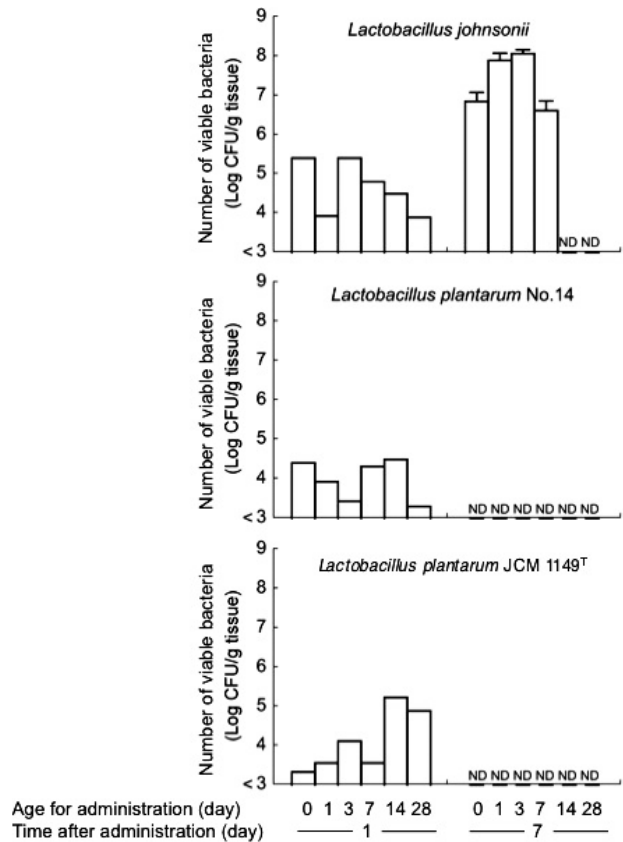 Lactobacillus johnsonii
Number of viable bacteria
(Log CFU/g tissue)
9
8
7
6
5
4
<3
ND ND
Lactobacillus plantarum No.14
Number of viable bacteria
(Log CFU/g tissue)
9
8
7
6
5
4
<3
ND ND ND ND ND ND
Lactobacillus plantarum JCM 1149ᵀ
Number of viable bacteria
(Log CFU/g tissue)
9
8
7
6
5
4
<3
ND ND ND ND ND ND
Age for administration (day) 0 1 3 7 14 28 0 1 3 7 14 28
Time after administration (day) 1 7